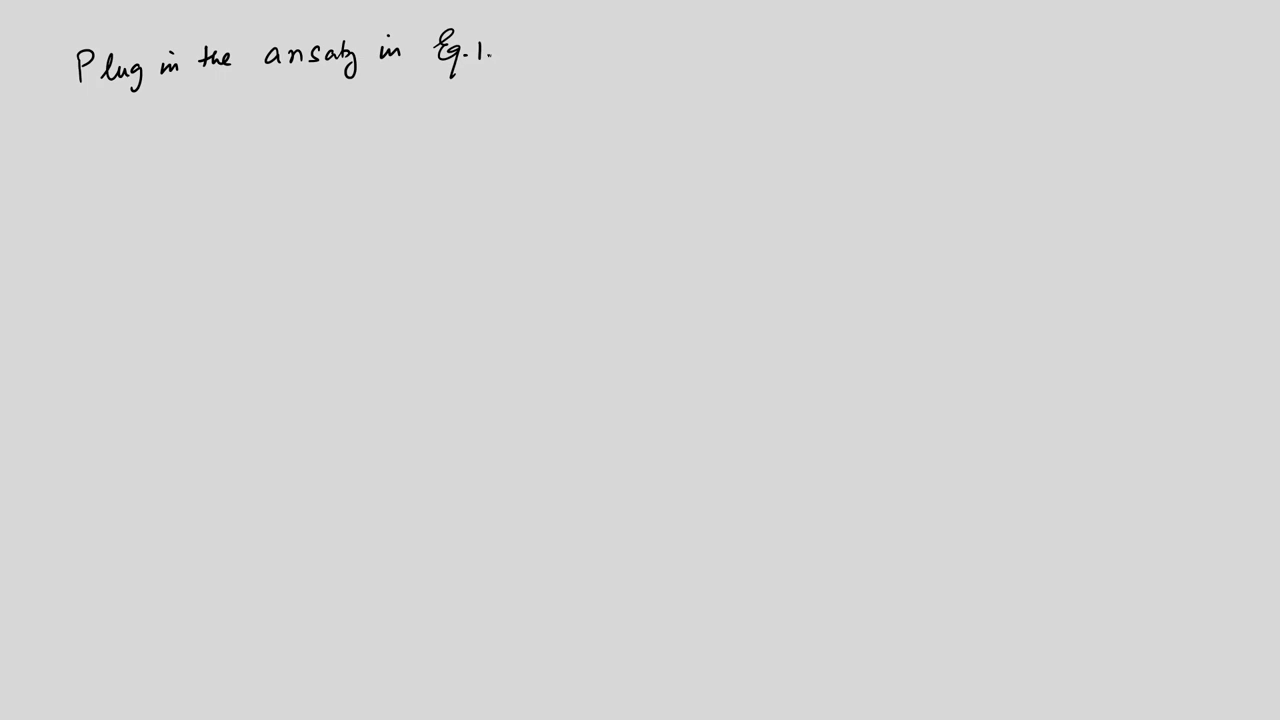 Plug in the ansatz in Eq. 1.